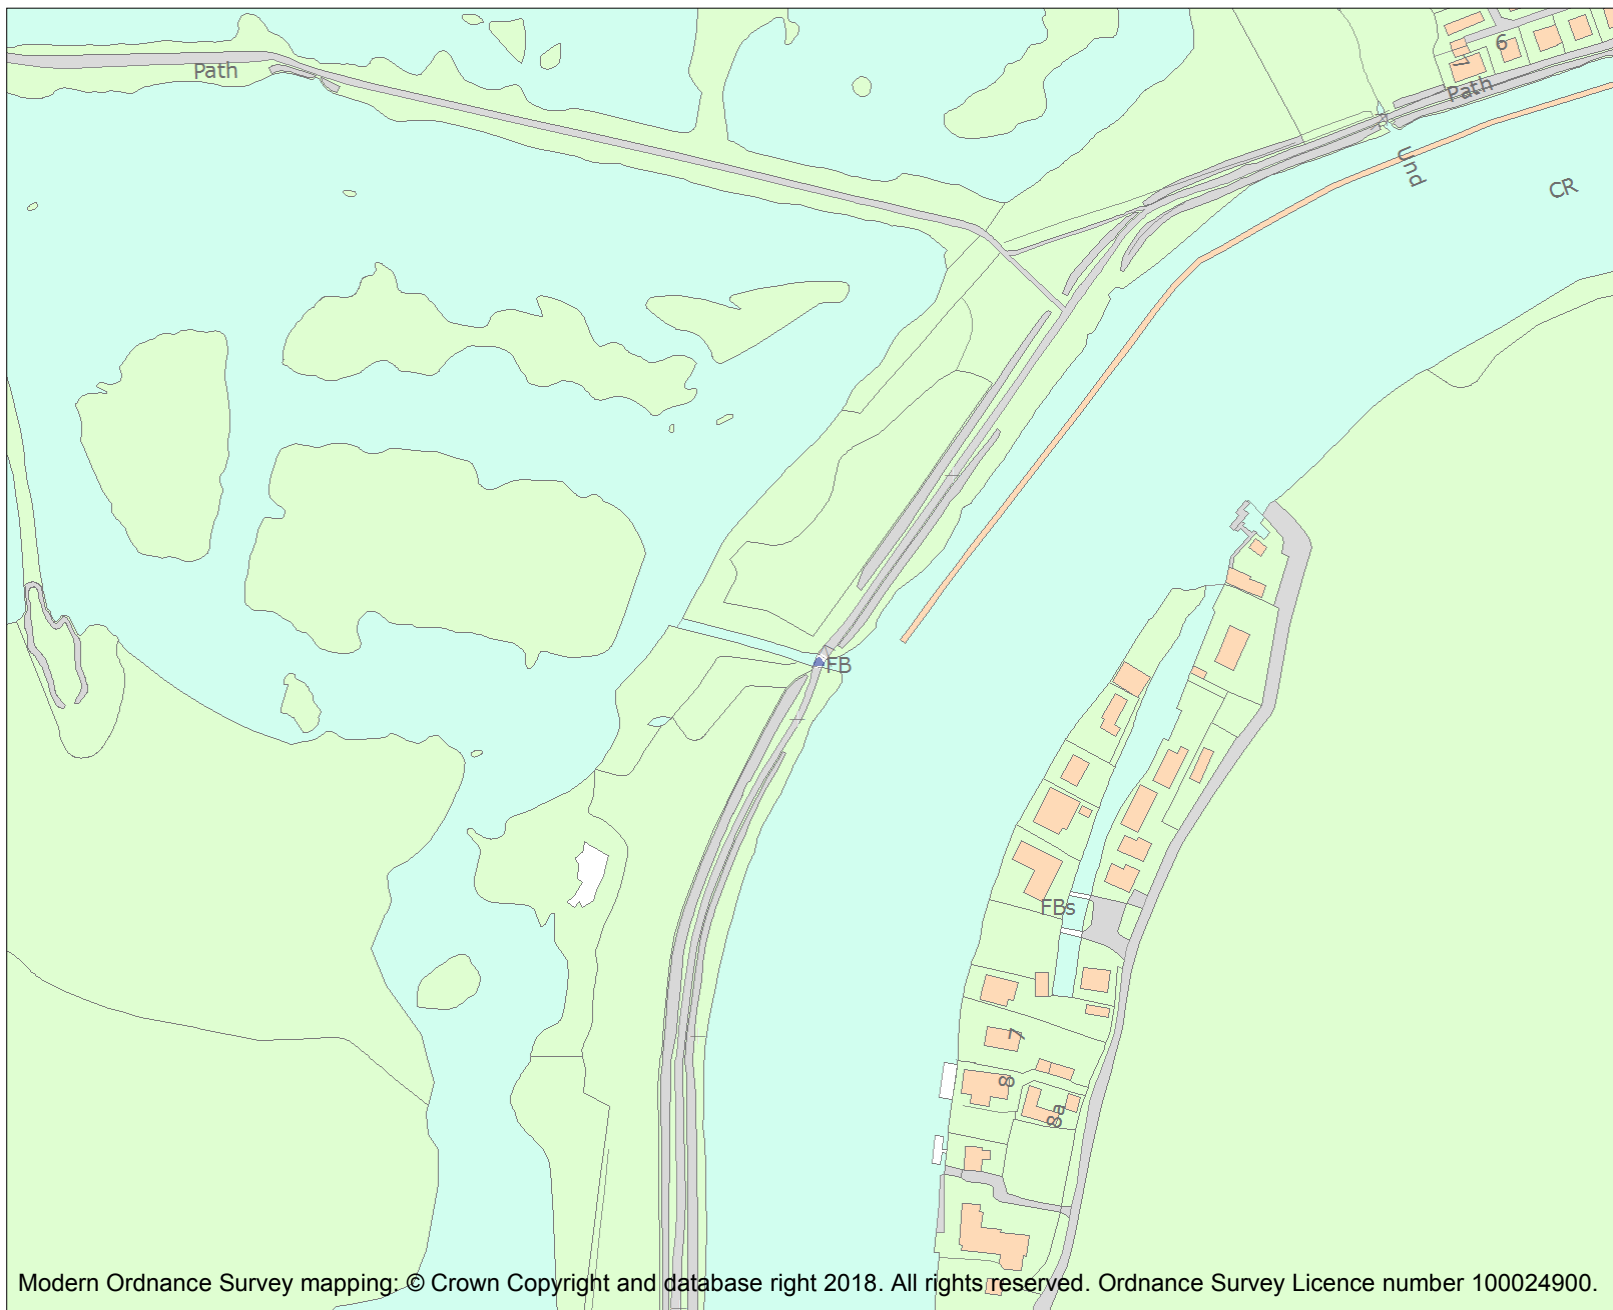 Path
6
7
Path
Und
CR
FB
FBs
7
8
8a
Modern Ordnance Survey mapping: © Crown Copyright and database right 2018. All rights reserved. Ordnance Survey Licence number 100024900.